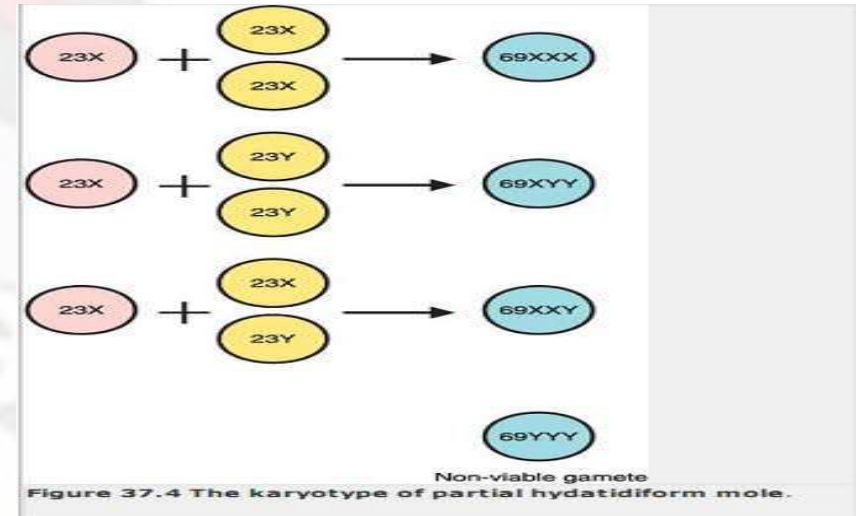 23X + 23X 23X → 69XXX
23X + 23Y 23Y → 69XYY
23X + 23X 23Y → 69XXY
69YYY
Non-viable gamete
Figure 37.4 The karyotype of partial hydatidiform mole.